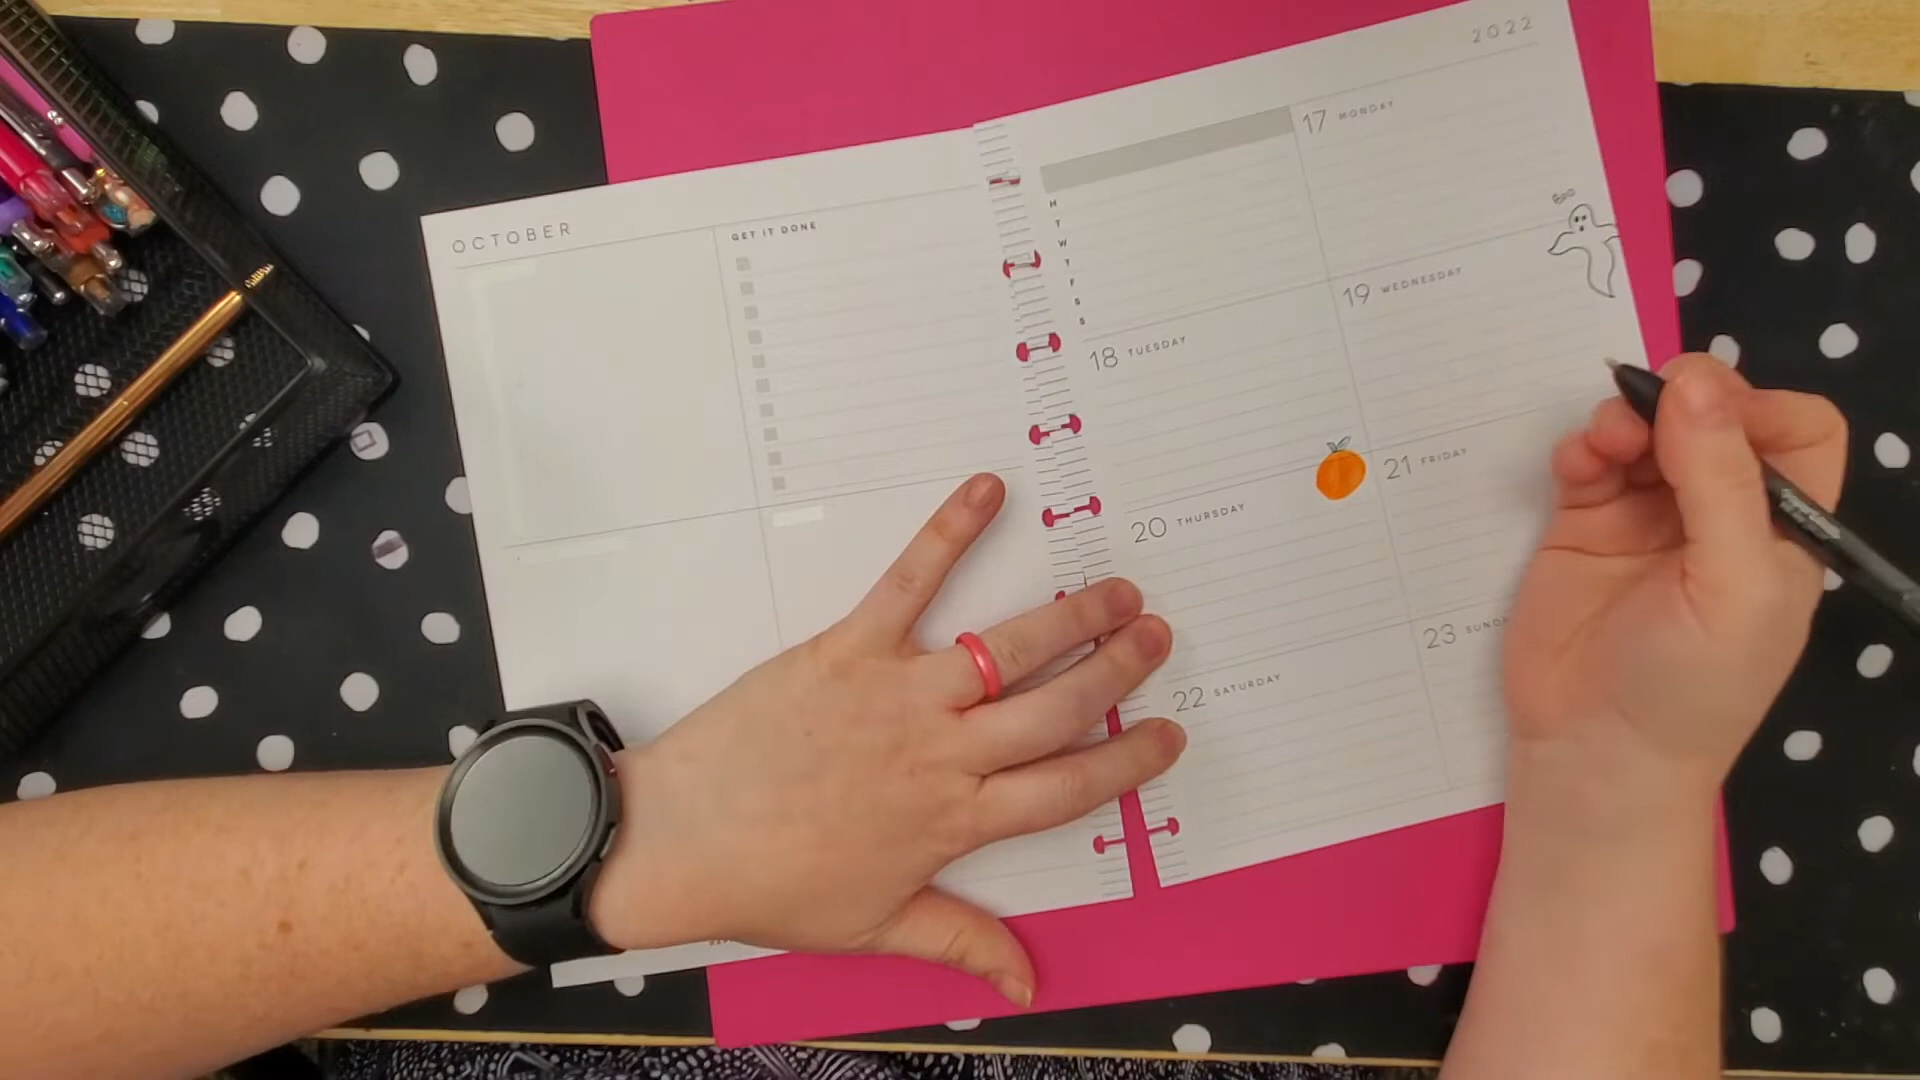 OCTOBER
GET IT DONE
2022
M
T
W
T
F
S
S
17 MONDAY
BOO
18 TUESDAY
19 WEDNESDAY
20 THURSDAY
21 FRIDAY
22 SATURDAY
23 SUNDA